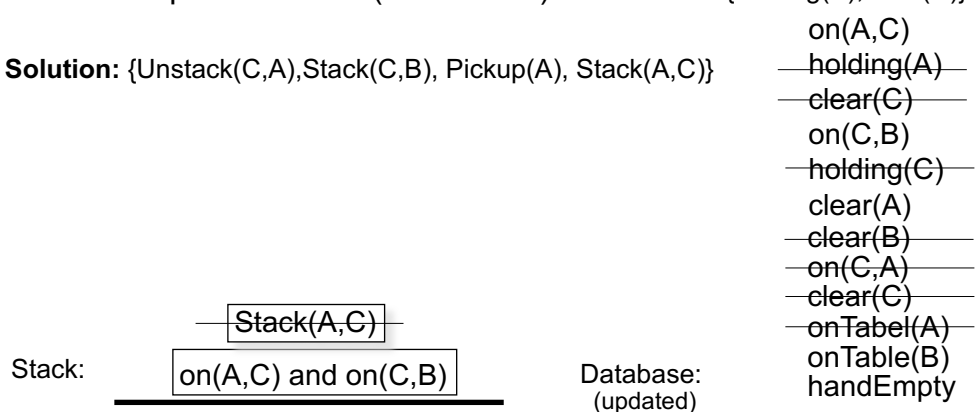 on(A,C)
Solution: {Unstack(C,A),Stack(C,B), Pickup(A), Stack(A,C)}
holding(A)
clear(C)
on(C,B)
holding(C)
clear(A)
clear(B)
on(C,A)
clear(C)
Stack(A,C)
onTabel(A)
Stack:
on(A,C) and on(C,B)
Database:
(updated)
onTable(B)
handEmpty